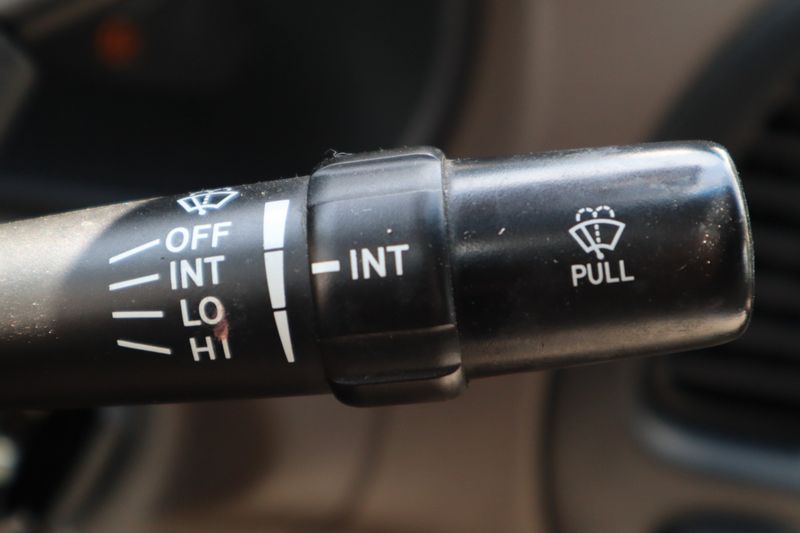 OFF
INT
LO
HI
INT
PULL